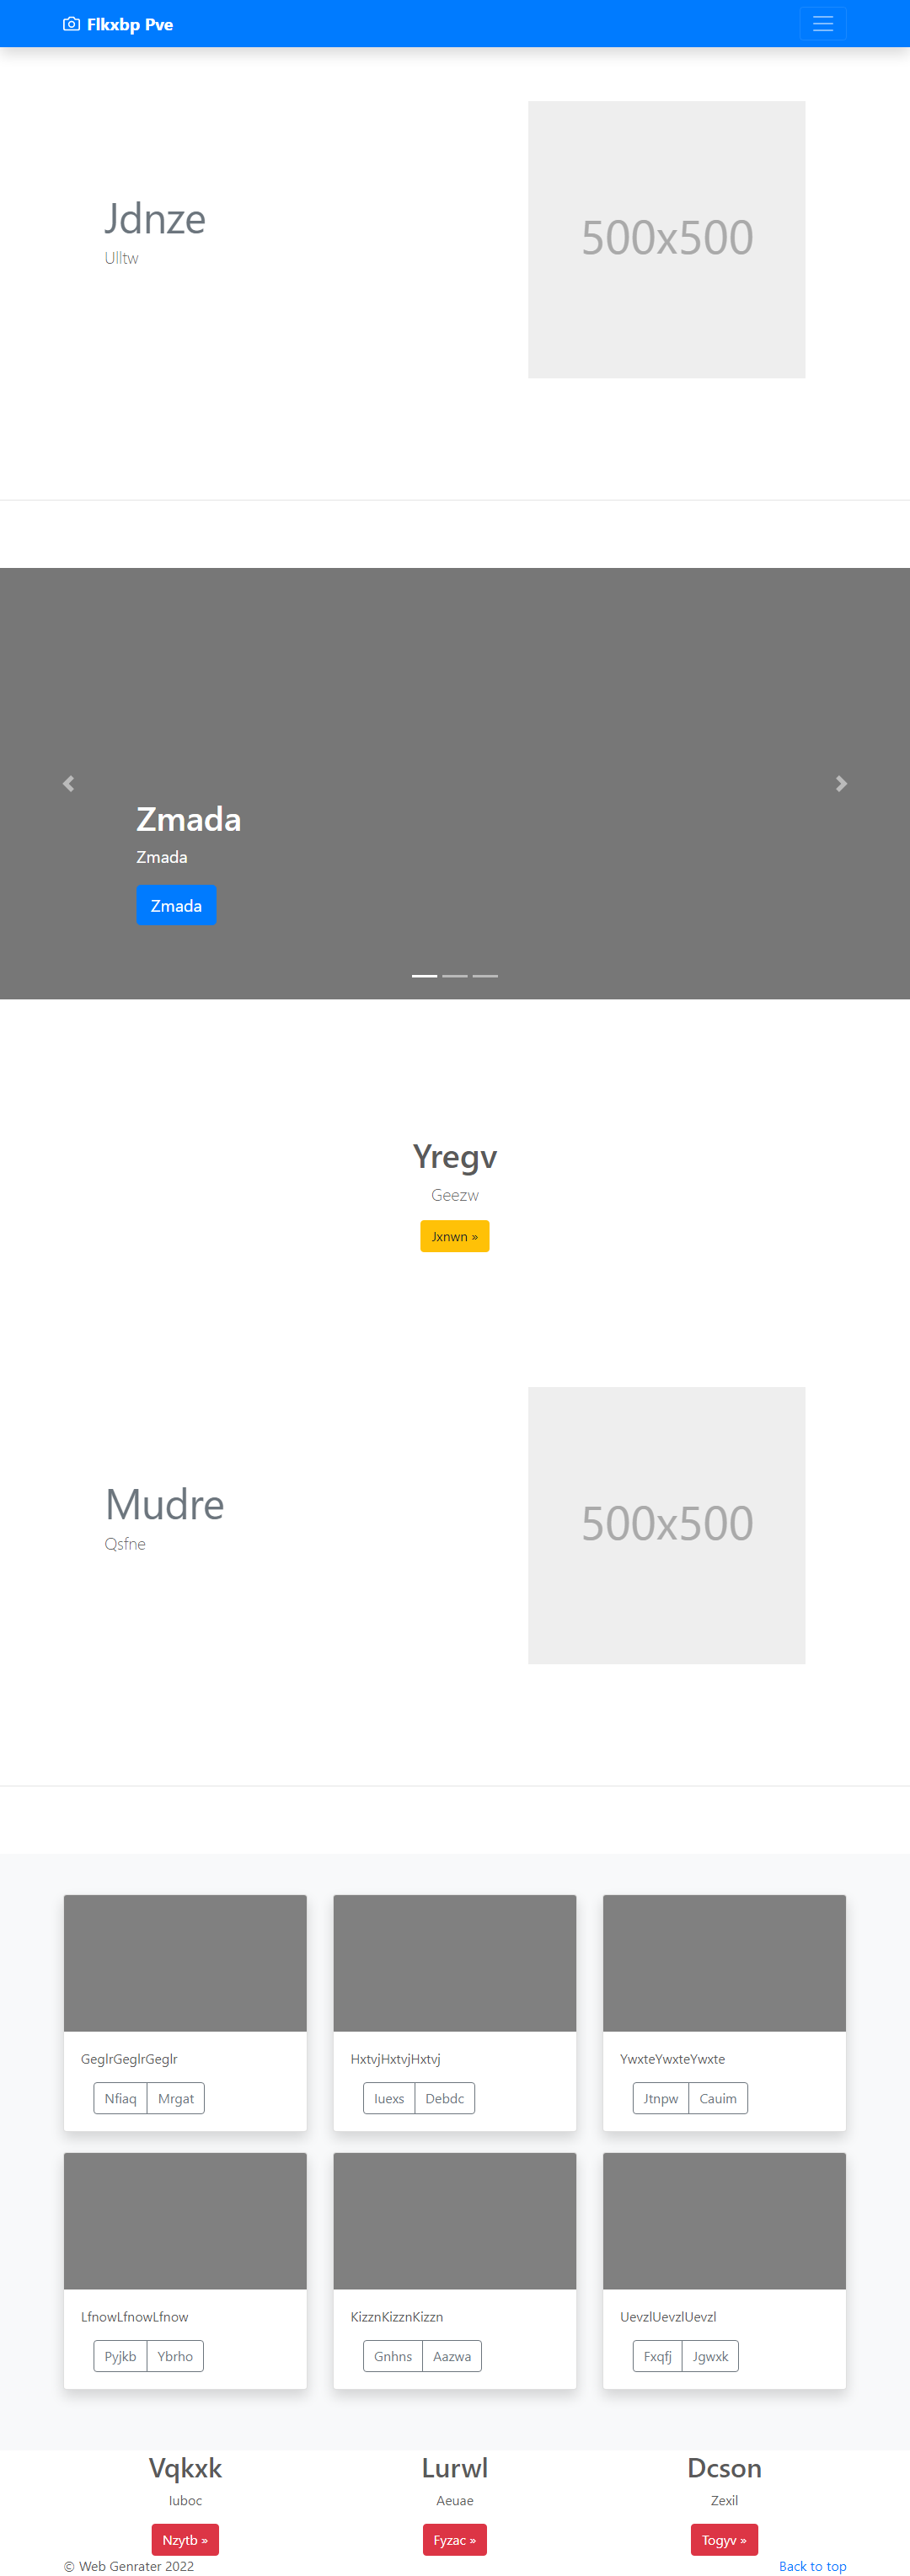 Flkxbp Pve
Jdnze
Ulltw
500x500
Zmada
Zmada
Zmada
Yregv
Geezw
Jxnwn »
Mudre
Qsfne
500x500
GeglrGeglrGeglr
Nfiaq Mrgat
HxtvjHxtvjHxtvj
Iuexs Debdc
YwxteYwxteYwxte
Jtnpw Cauim
LfnowLfnowLfnow
Pyjkb Ybrho
KizznKizznKizzn
Gnhns Aazwa
UevzlUevzlUevzl
Fxqfj Jgwxk
Vqkxk
Iuboc
Nzytb »
Lurwl
Aeuae
Fyzac »
Dcson
Zexil
Togyv »
© Web Genrater 2022
Back to top